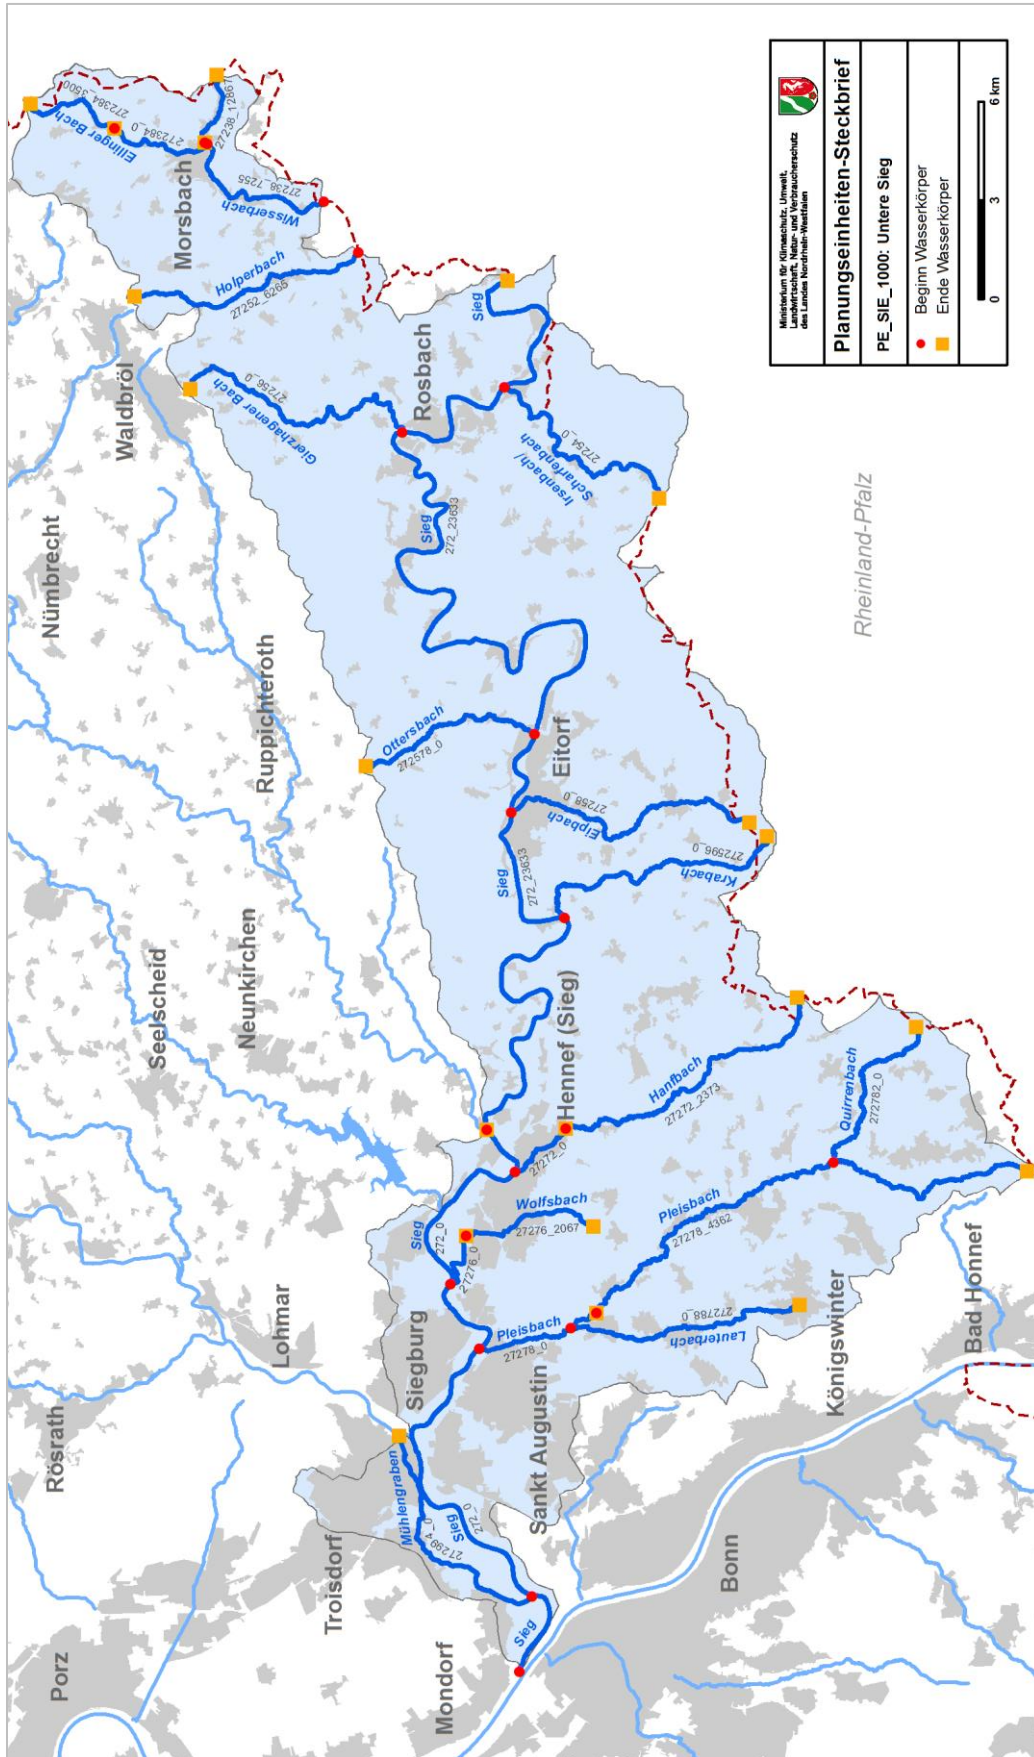 Porz
Rösrath
Lohmar
Seelscheid
Neunkirchen
Ruppichteroth
Nümbrecht
Waldbröl
Morsbach
Ellinger Bach
272384_3500
272384_0
27238_12867
Wisserbach
27238_7255
Holperbach
27252_6265
Gierzhagener Bach
27256_0
Rosbach
Sieg
Irsenbach/
Scharfenbach
27254_0
Sieg
272_23633
Ottersbach
272578_0
Eitorf
Eipbach
27258_0
Sieg
272_23633
Krabach
272596_0
Hennef (Sieg)
Hanfbach
27272_2373
27272_0
Quirrenbach
272782_0
Sieg
272_0
Wolfsbach
27276_2067
27276_0
Pleisbach
27278_4362
Pleisbach
27278_0
Lauterbach
272788_0
Siegburg
Troisdorf
Mühlengraben
27299_4_0
Sieg
272_0
Sankt Augustin
Mondorf
Sieg
Bonn
Königswinter
Bad Honnef
Rheinland-Pfalz
Ministerium für Klimaschutz, Umwelt,
Landwirtschaft, Natur- und Verbraucherschutz
des Landes Nordrhein-Westfalen
Planungseinheiten-Steckbrief
PE_SIE_1000: Untere Sieg
Beginn Wasserkörper
Ende Wasserkörper
0 3 6 km